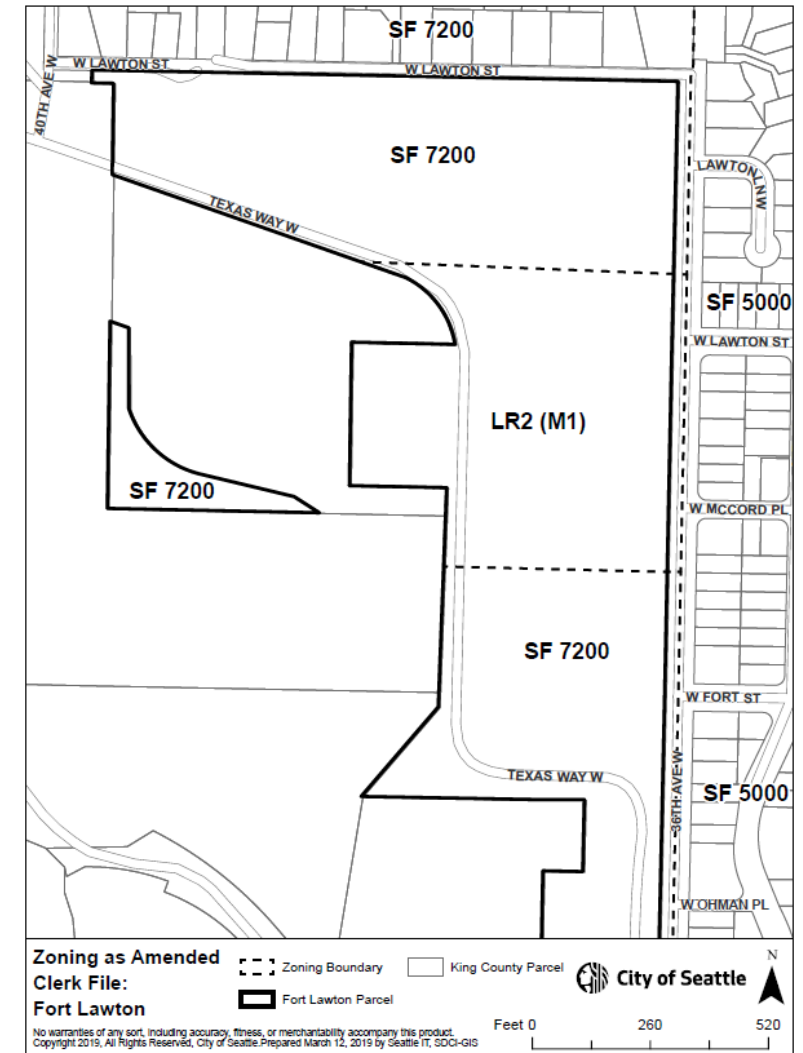 SF 7200
W LAWTON ST
W LAWTON ST
40TH AVE W
SF 7200
LAWTON LN W
TEXAS WAY W
SF 5000
W LAWTON ST
LR2 (M1)
SF 7200
W MCCORD PL
SF 7200
W FORT ST
TEXAS WAY W
36TH AVE W
SF 5000
W OHMAN PL
Zoning as Amended
Clerk File:
Fort Lawton
Zoning Boundary
King County Parcel
Fort Lawton Parcel
City of Seattle
N
No warranties of any sort, including accuracy, fitness, or merchantability accompany this product.
Copyright 2019, All Rights Reserved, City of Seattle.Prepared March 12, 2019 by Seattle IT, SDCI-GIS
Feet 0 260 520